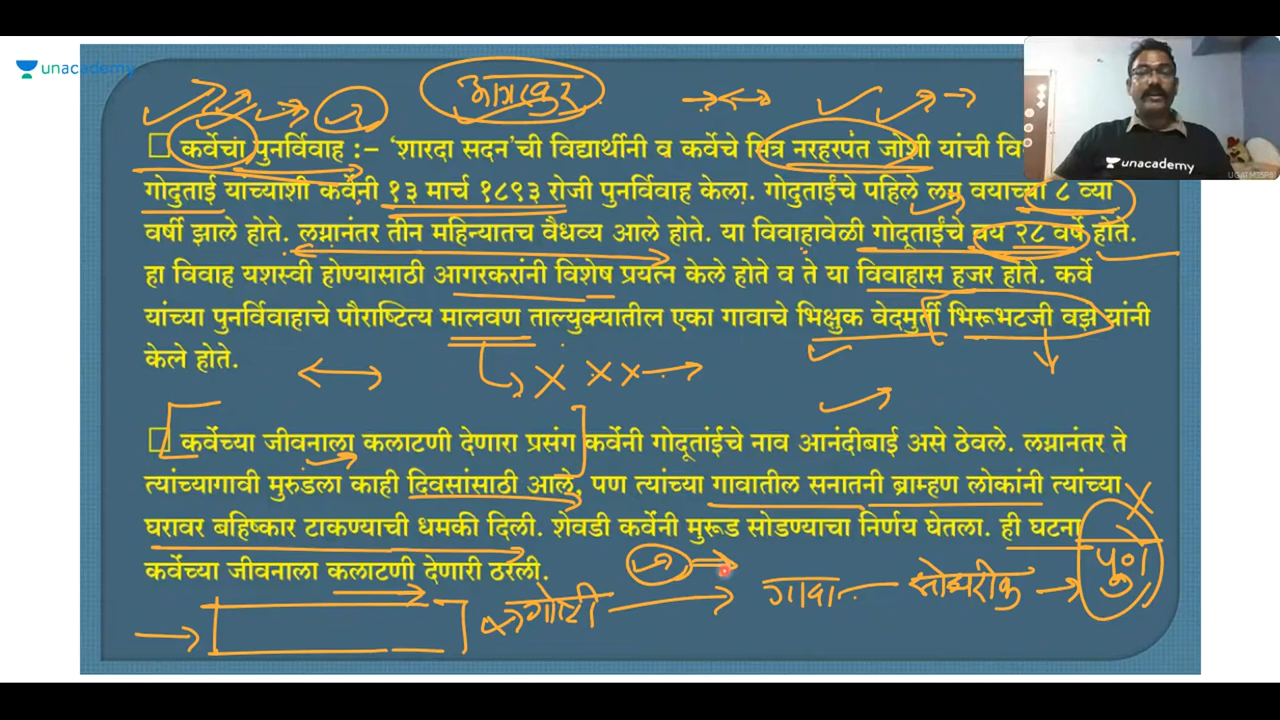 unacademy
आगरकर
कर्वेंचा पुनर्विवाह :– ‘शारदा सदन’ची विद्यार्थीनी व कर्वेंचे मित्र नरहरपंत जोशी यांची वि
गोदुताई याच्याशी कर्वेंनी १३ मार्च १८९३ रोजी पुनर्विवाह केला. गोदुताईंचे पहिले लग्न वयाच्या ८ व्या
वर्षी झाले होते. लग्नानंतर तीन महिन्यातच वैधव्य आले होते. या विवाहावेळी गोदूताईंचे वय २८ वर्षे होते.
हा विवाह यशस्वी होण्यासाठी आगरकरांनी विशेष प्रयत्न केले होते व ते या विवाहास हजर होते. कर्वे
यांच्या पुनर्विवाहाचे पौराष्टित्य मालवण ताल्युक्यातील एका गावाचे भिक्षुक वेदमुर्ती भिरूभटजी वझे यांनी
केले होते.
कर्वेच्या जीवनाला कलाटणी देणारा प्रसंग कर्वेनी गोदूतांईंचे नाव आनंदीबाई असे ठेवले. लग्नानंतर ते
त्यांच्यागावी मुरुडला काही दिवसांसाठी आले, पण त्यांच्या गावातील सनातनी ब्राम्हण लोकांनी त्यांच्या
घरावर बहिष्कार टाकण्याची धमकी दिली. शेवडी कर्वेंनी मुरूड सोडण्याचा निर्णय घेतला. ही घटना
कर्वेच्या जीवनाला कलाटणी देणारी ठरली.
पुणे
unacademy